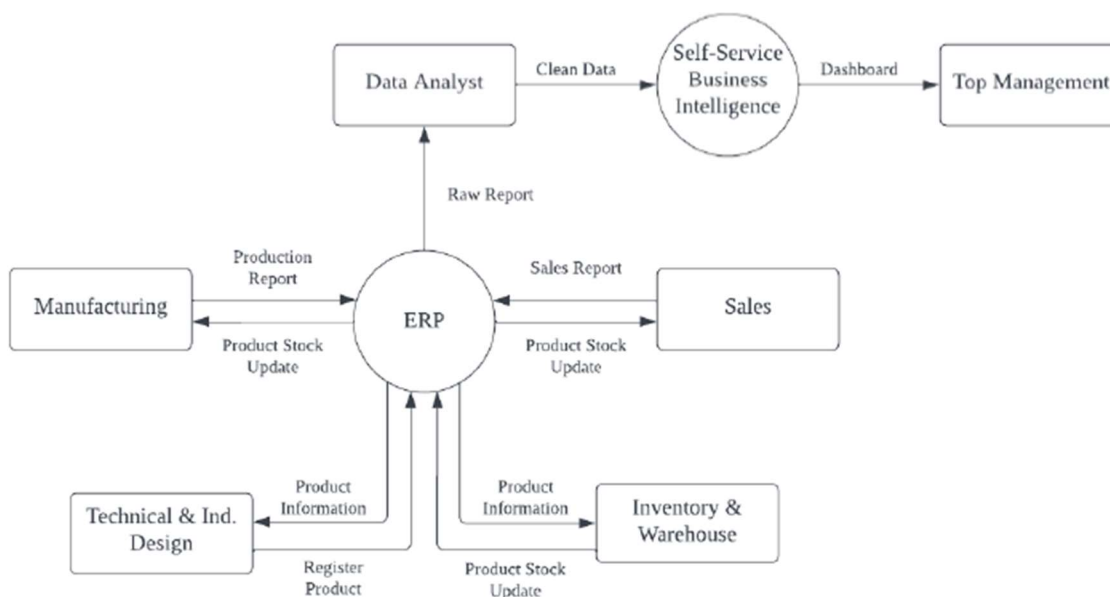 Self-Service
Business
Intelligence
Data Analyst
Clean Data
Dashboard
Top Management
Raw Report
Production
Report
Sales Report
Manufacturing
ERP
Sales
Product Stock
Update
Product Stock
Update
Product
Information
Product
Information
Technical & Ind.
Design
Inventory &
Warehouse
Register
Product
Product Stock
Update